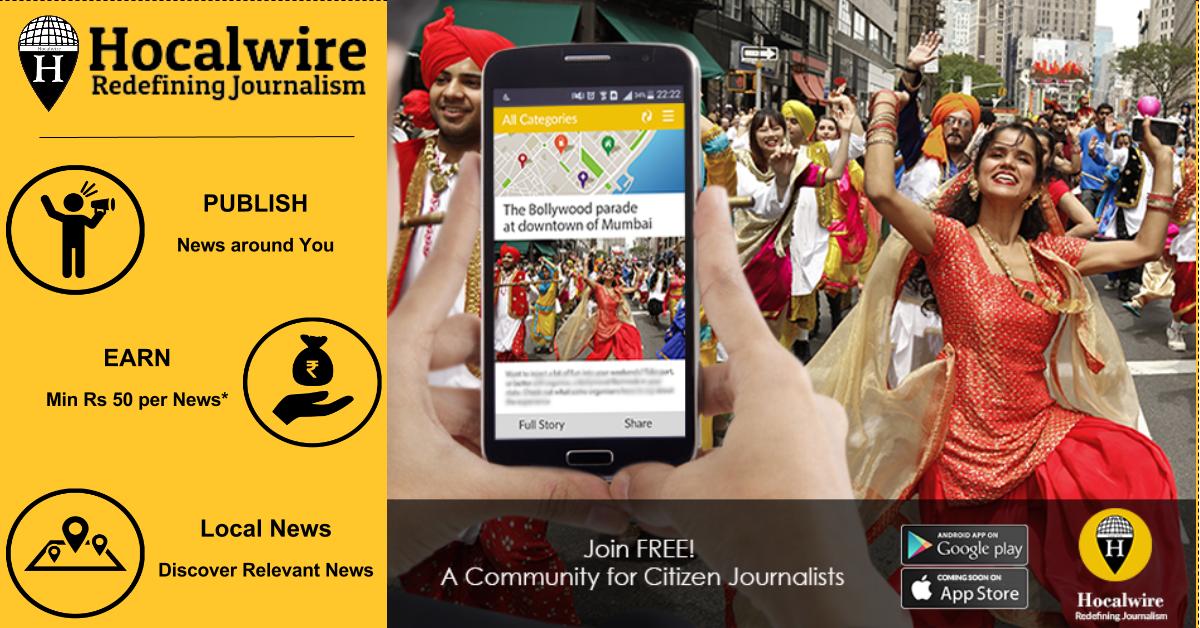 Hocalwire
H
Hocalwire
Redefining Journalism
PUBLISH
News around You
EARN
Min Rs 50 per News*
₹
Local News
Discover Relevant News
34% 22:22
All Categories
The Bollywood parade
at downtown of Mumbai
Full Story
Share
Join FREE!
A Community for Citizen Journalists
ANDROID APP ON
Google play
COMING SOON ON
App Store
H
Hocalwire
Redefining Journalism